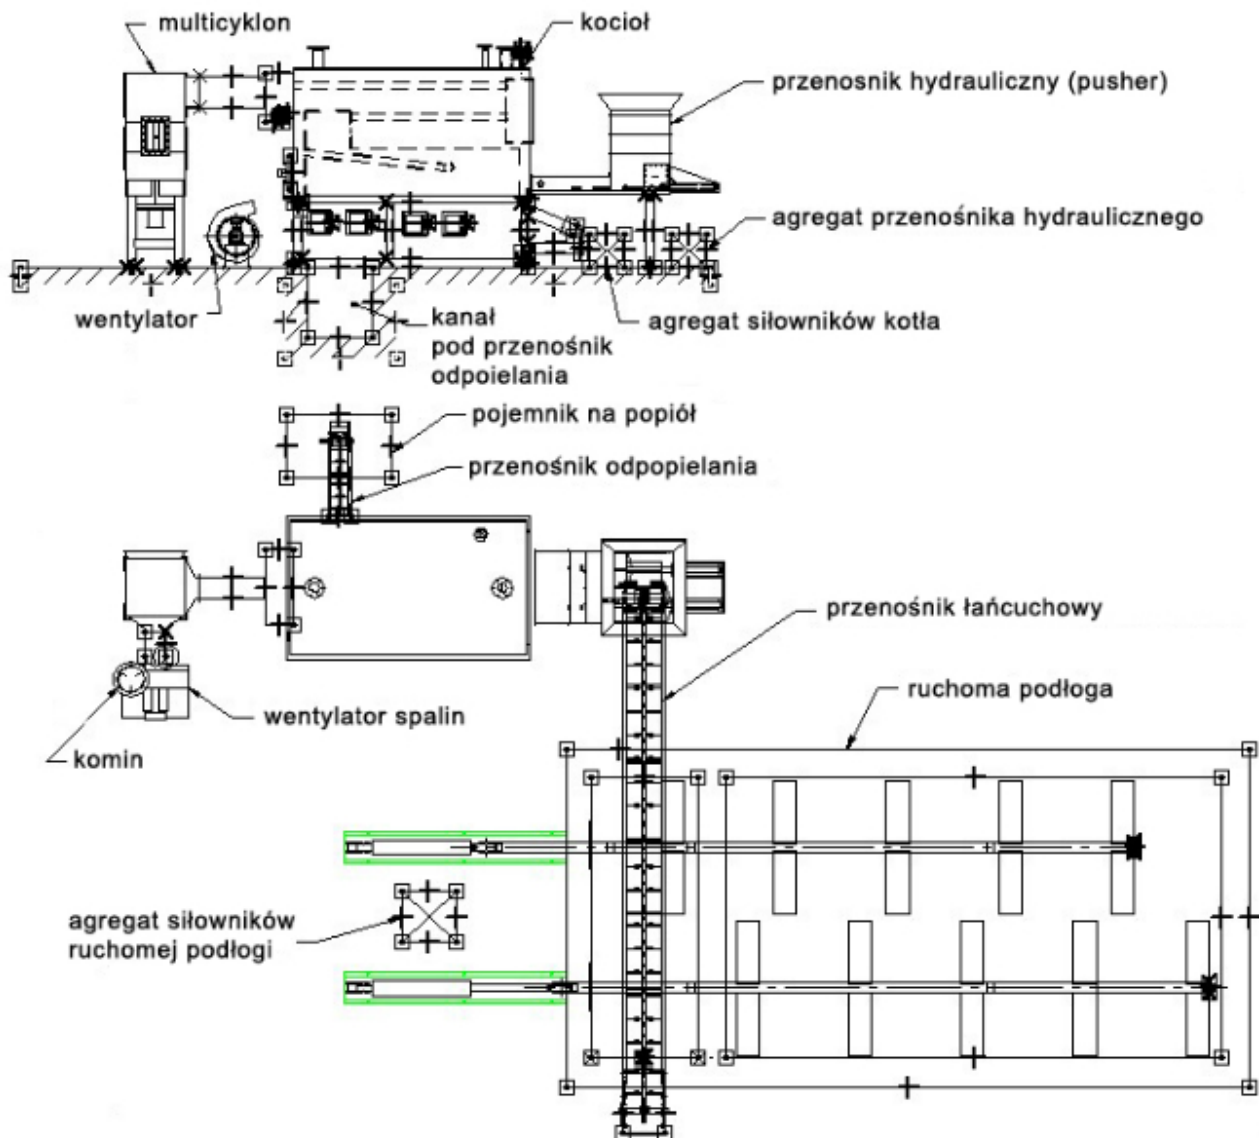 multicyklon
kocioł
przenosnik hydrauliczny (pusher)
agregat przenośnika hydraulicznego
wentylator
agregat siłowników kotła
kanał
pod przenośnik
odpoielania
pojemnik na popiół
przenośnik odpopielania
przenośnik łańcuchowy
ruchoma podłoga
wentylator spalin
komin
agregat siłowników
ruchomej podłogi